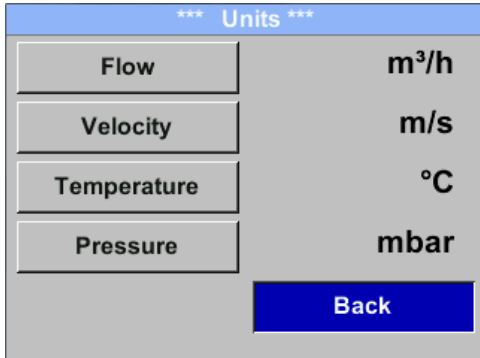 *** Units ***
Flow m³/h
Velocity m/s
Temperature °C
Pressure mbar
Back